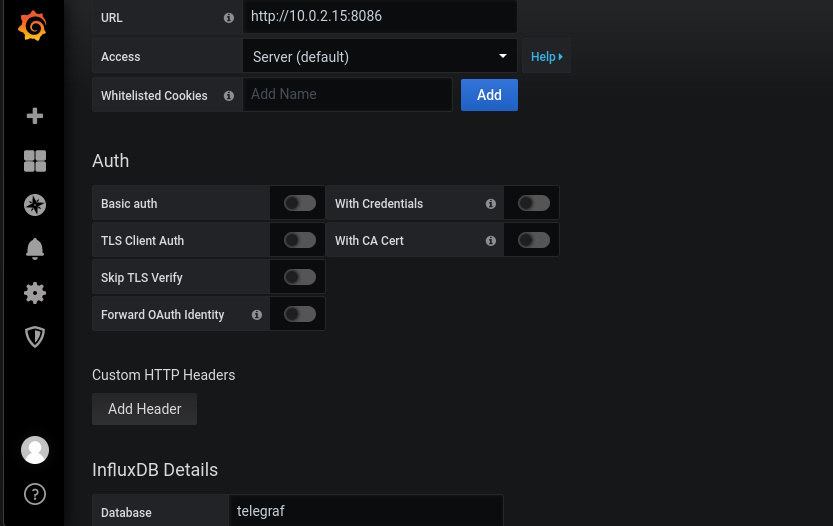 URL http://10.0.2.15:8086
Access Server (default) Help
Whitelisted Cookies Add Name Add
Auth
Basic auth With Credentials
TLS Client Auth With CA Cert
Skip TLS Verify
Forward OAuth Identity
Custom HTTP Headers
Add Header
InfluxDB Details
Database telegraf